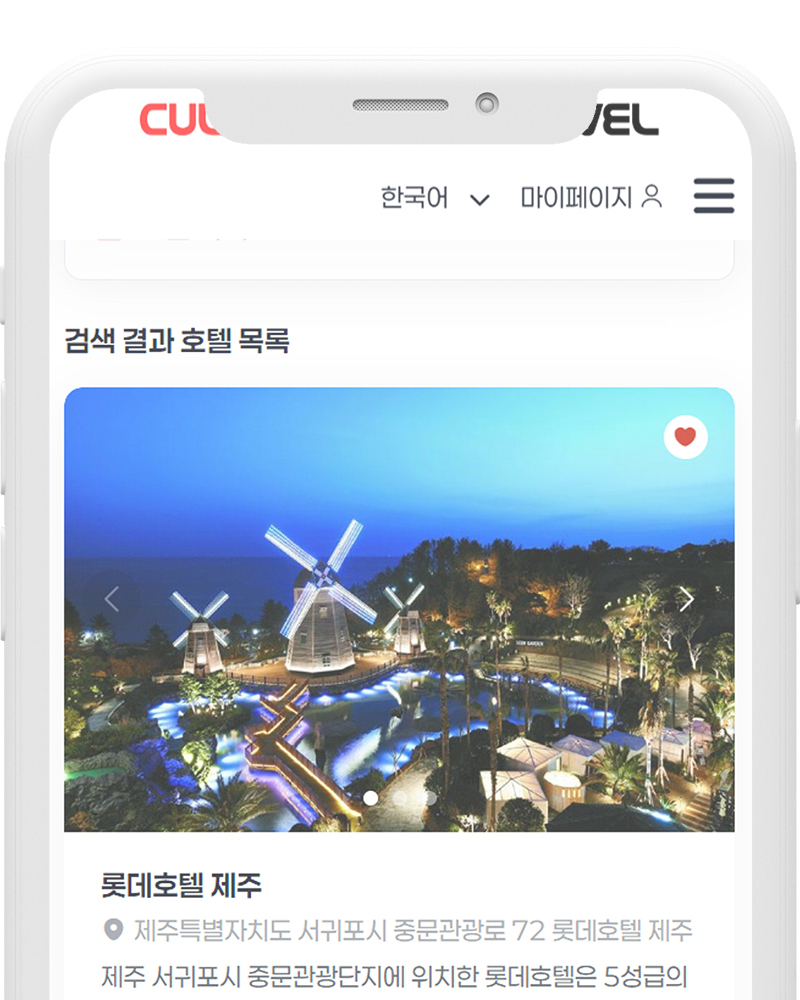 한국어 마이페이지
검색 결과 호텔 목록
롯데호텔 제주
제주특별자치도 서귀포시 중문관광로 72 롯데호텔 제주
제주 서귀포시 중문관광단지에 위치한 롯데호텔은 5성급의